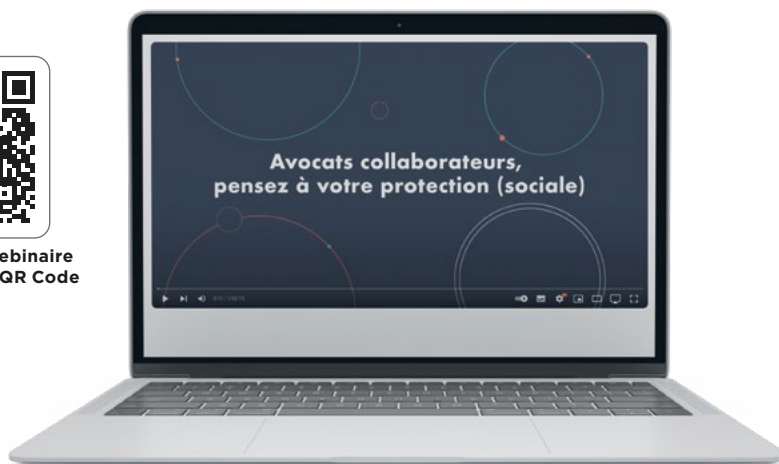 Avocats collaborateurs,
pensez à votre protection (sociale)
ebinaire
QR Code